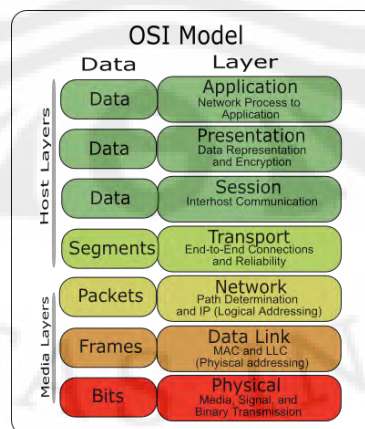 OSI Model
Data Layer
Host Layers
Data Application
Network Process to
Application
Data Presentation
Data Representation
and Encryption
Data Session
Interhost Communication
Segments Transport
End-to-End Connections
and Reliability
Media Layers
Packets Network
Path Determination
and IP (Logical Addressing)
Frames Data Link
MAC and LLC
(Phyiscal addressing)
Bits Physical
Media, Signal, and
Binary Transmission